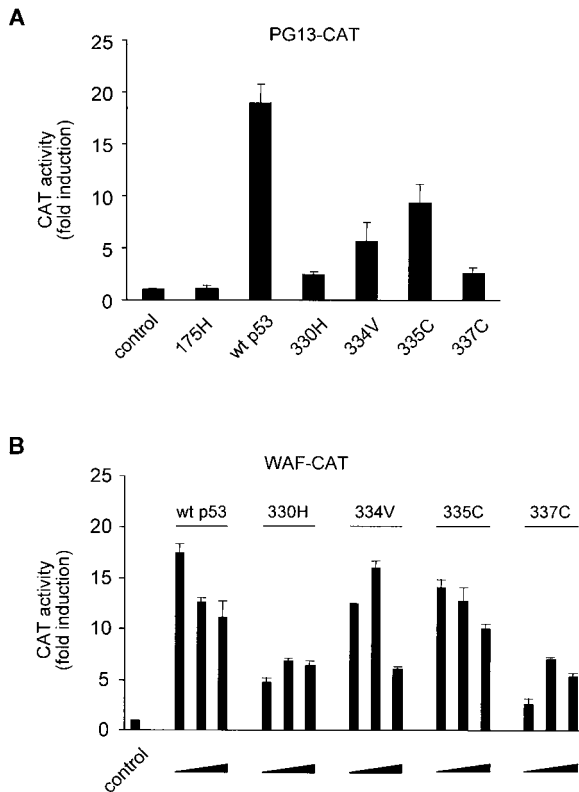 A
PG13-CAT
CAT activity
(fold induction)
25
20
15
10
5
0
control
175H
wt p53
330H
334V
335C
337C
B
WAF-CAT
CAT activity
(fold induction)
25
20
15
10
5
0
wt p53
330H
334V
335C
337C
control